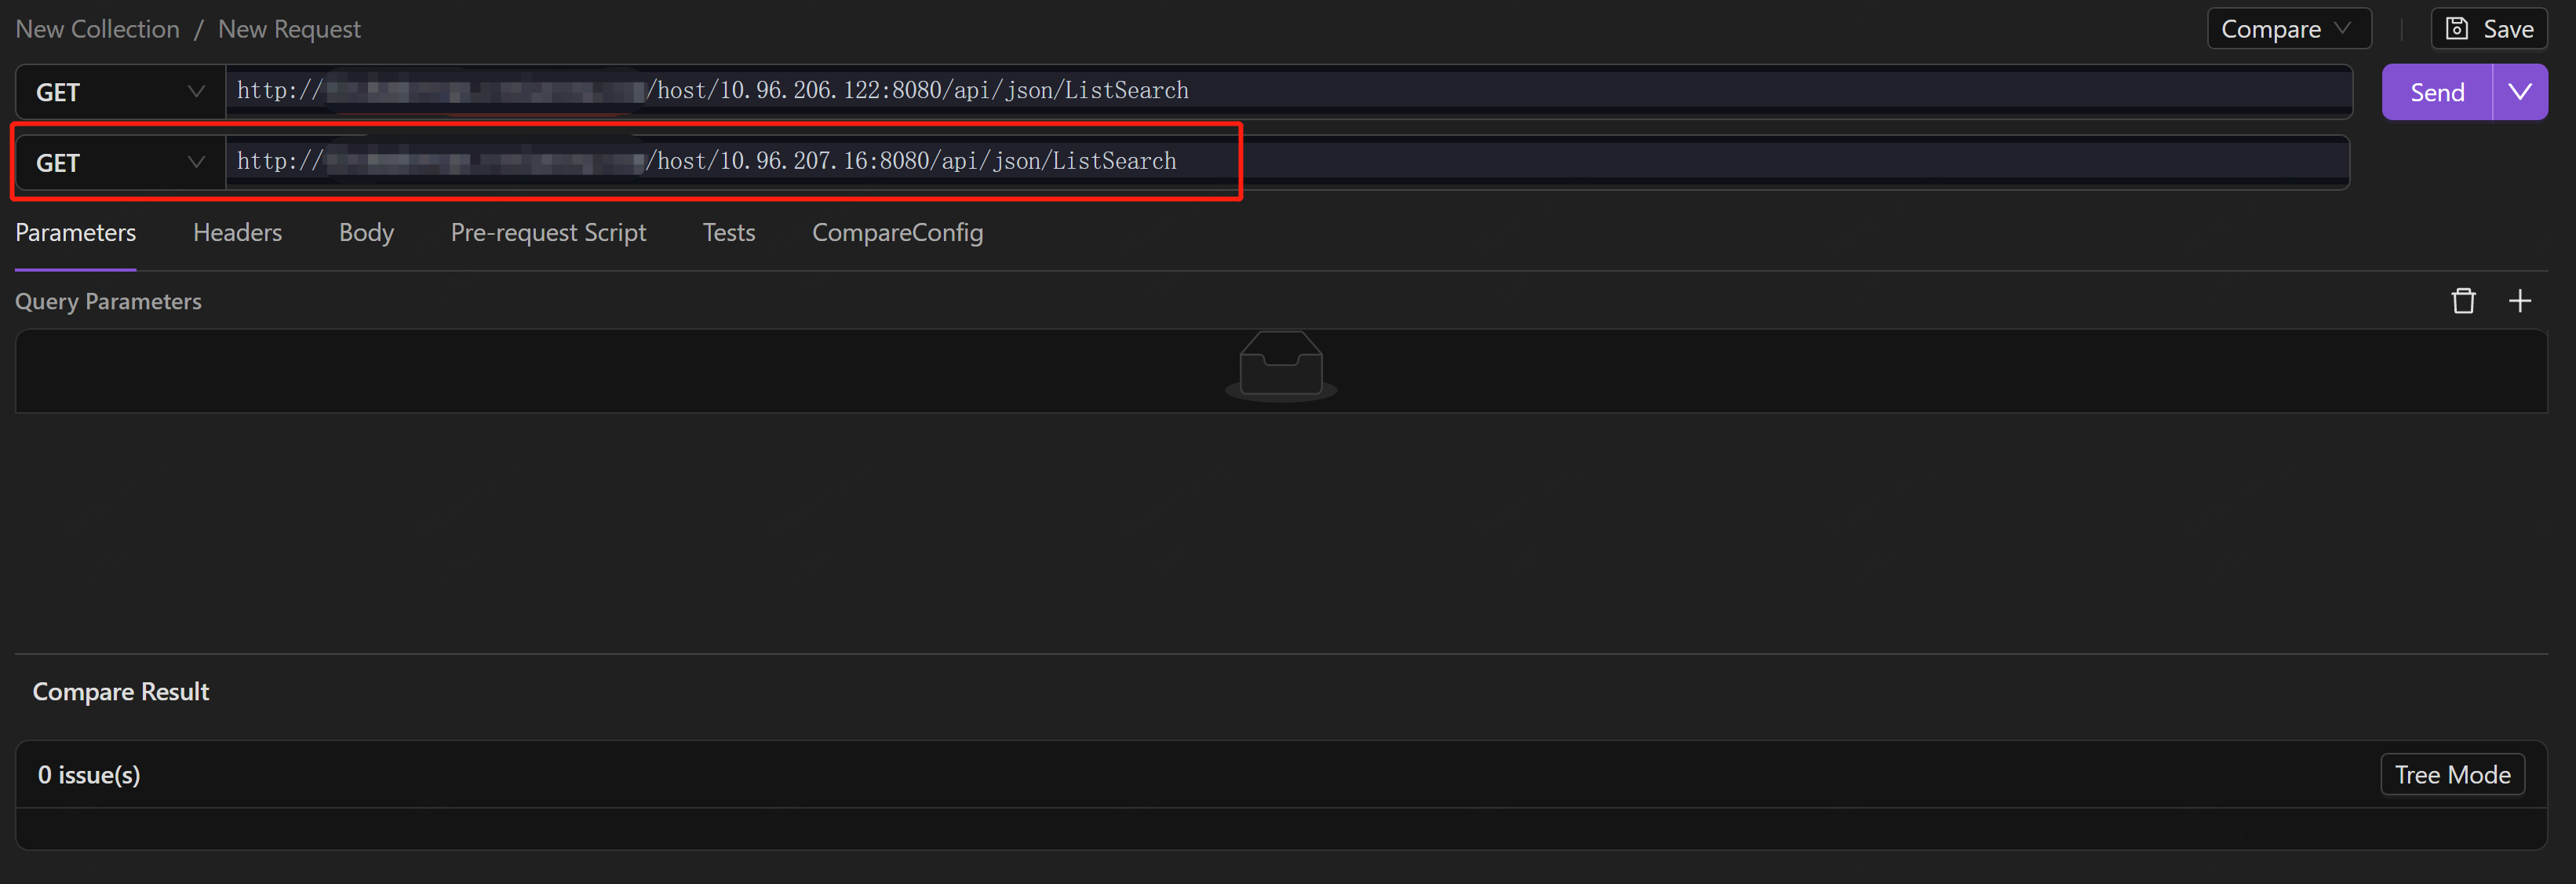 New Collection / New Request
Compare
Save
GET
http:// /host/10.96.206.122:8080/api/json/ListSearch
Send
GET
http:// /host/10.96.207.16:8080/api/json/ListSearch
Parameters Headers Body Pre-request Script Tests CompareConfig
Query Parameters
Compare Result
0 issue(s)
Tree Mode